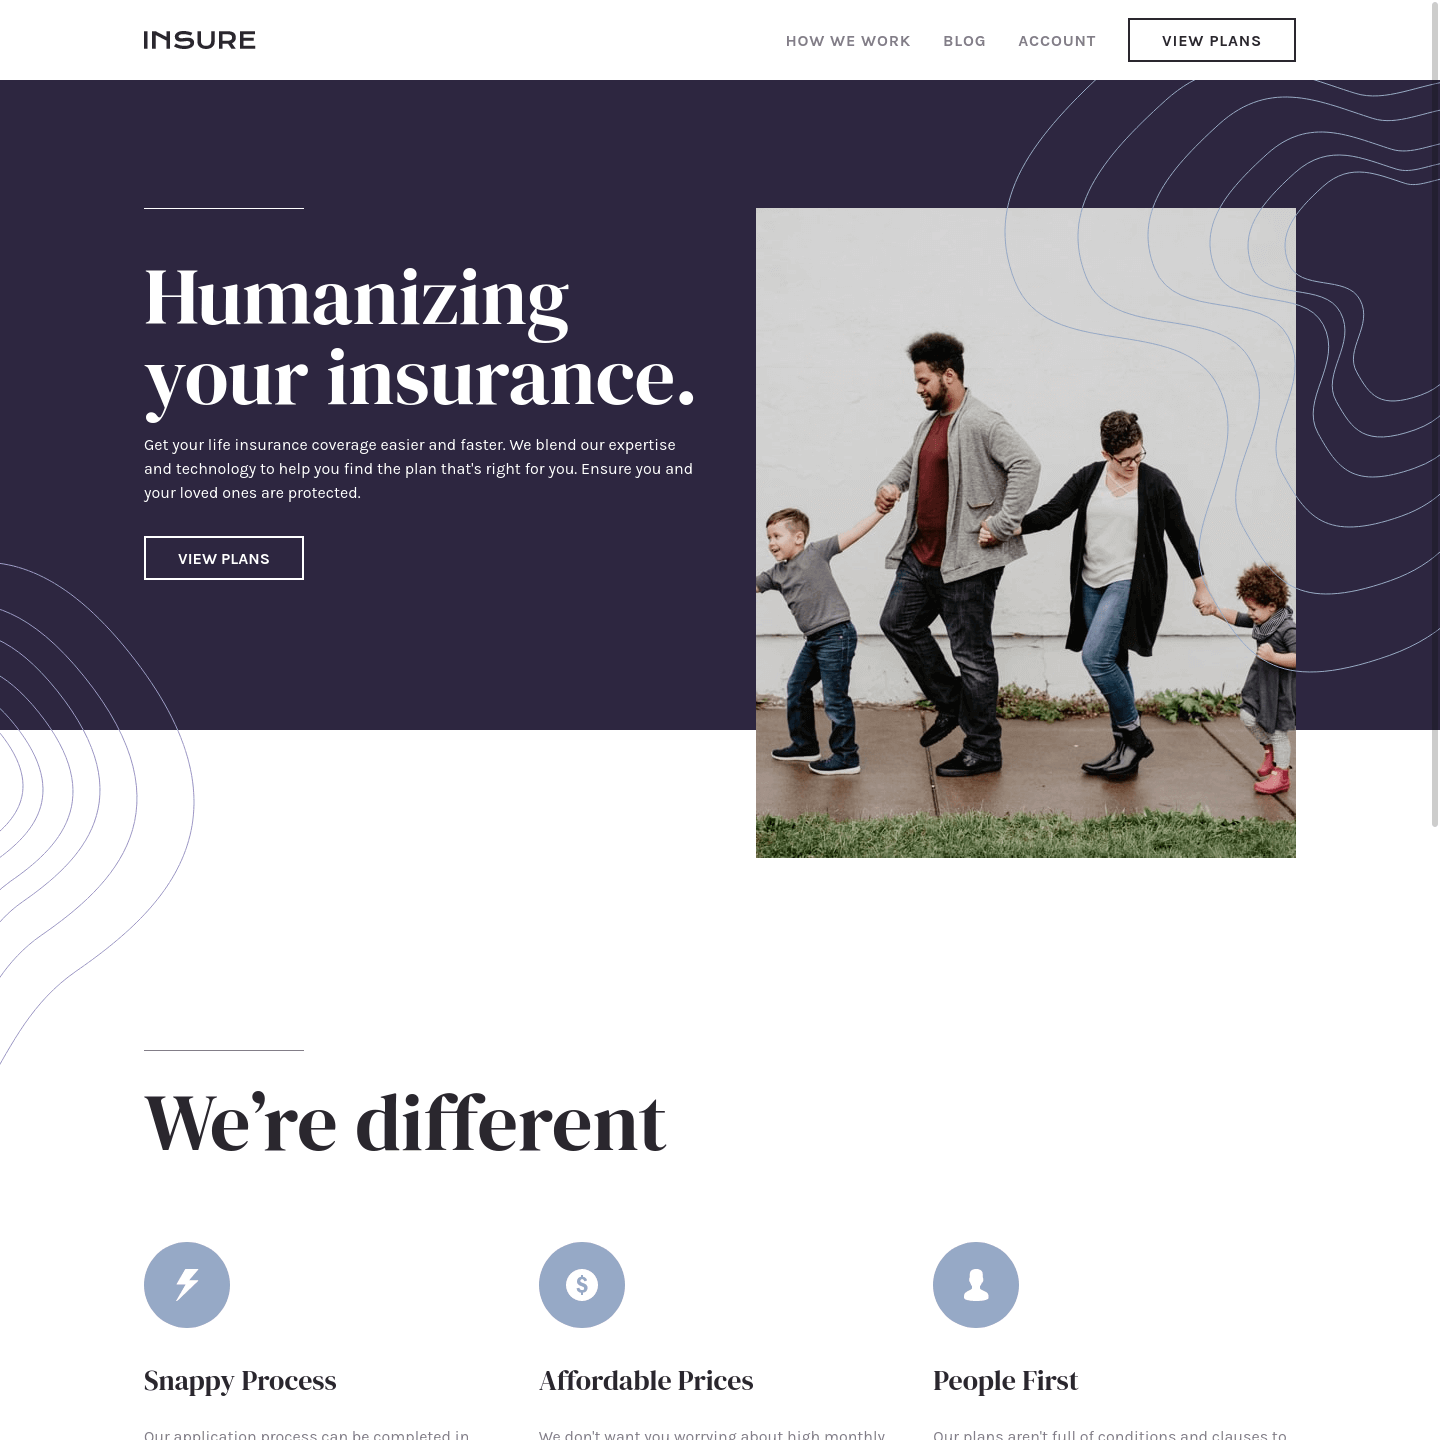 INSURE
HOW WE WORK
BLOG
ACCOUNT
VIEW PLANS
Humanizing
your insurance.
Get your life insurance coverage easier and faster. We blend our expertise
and technology to help you find the plan that's right for you. Ensure you and
your loved ones are protected.
VIEW PLANS
We’re different
$
Snappy Process
Affordable Prices
People First
Our application process can be completed in
We don't want you worrying about high monthly
Our plans aren't full of conditions and clauses to